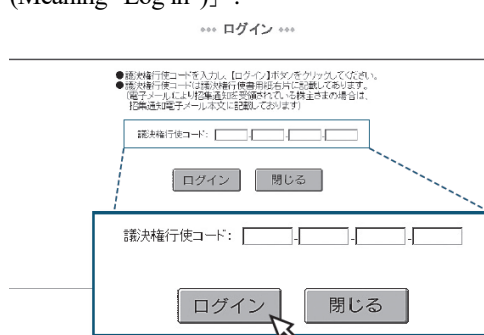 (Meaning "Log in")」.
*** ログイン ***
●議決権行使コードを入力し、【ログイン】ボタンをクリックしてください。
●議決権行使コードは議決権行使書用紙右片に記載してあります。
(電子メールにより招集通知を受領されている株主さまの場合は、
招集通知電子メール本文に記載しております)
議決権行使コード: - - -
ログイン 閉じる
議決権行使コード: - - -
ログイン 閉じる